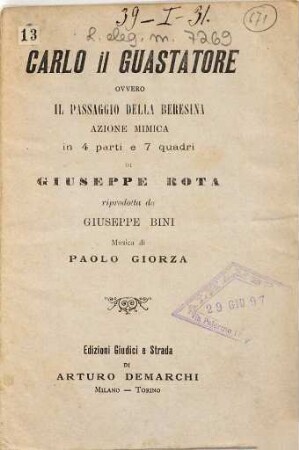 39-I-31.
671
13
L.eleg.m. 7269
CARLO il GUASTATORE
OVVERO
IL PASSAGGIO DELLA BERESINA
AZIONE MIMICA
in 4 parti e 7 quadri
DI
GIUSEPPE ROTA
riprodotta da
GIUSEPPE BINI
Musica di
PAOLO GIORZA
29 GIU 97
Edizioni Giudici e Strada
DI
ARTURO DEMARCHI
MILANO — TORINO